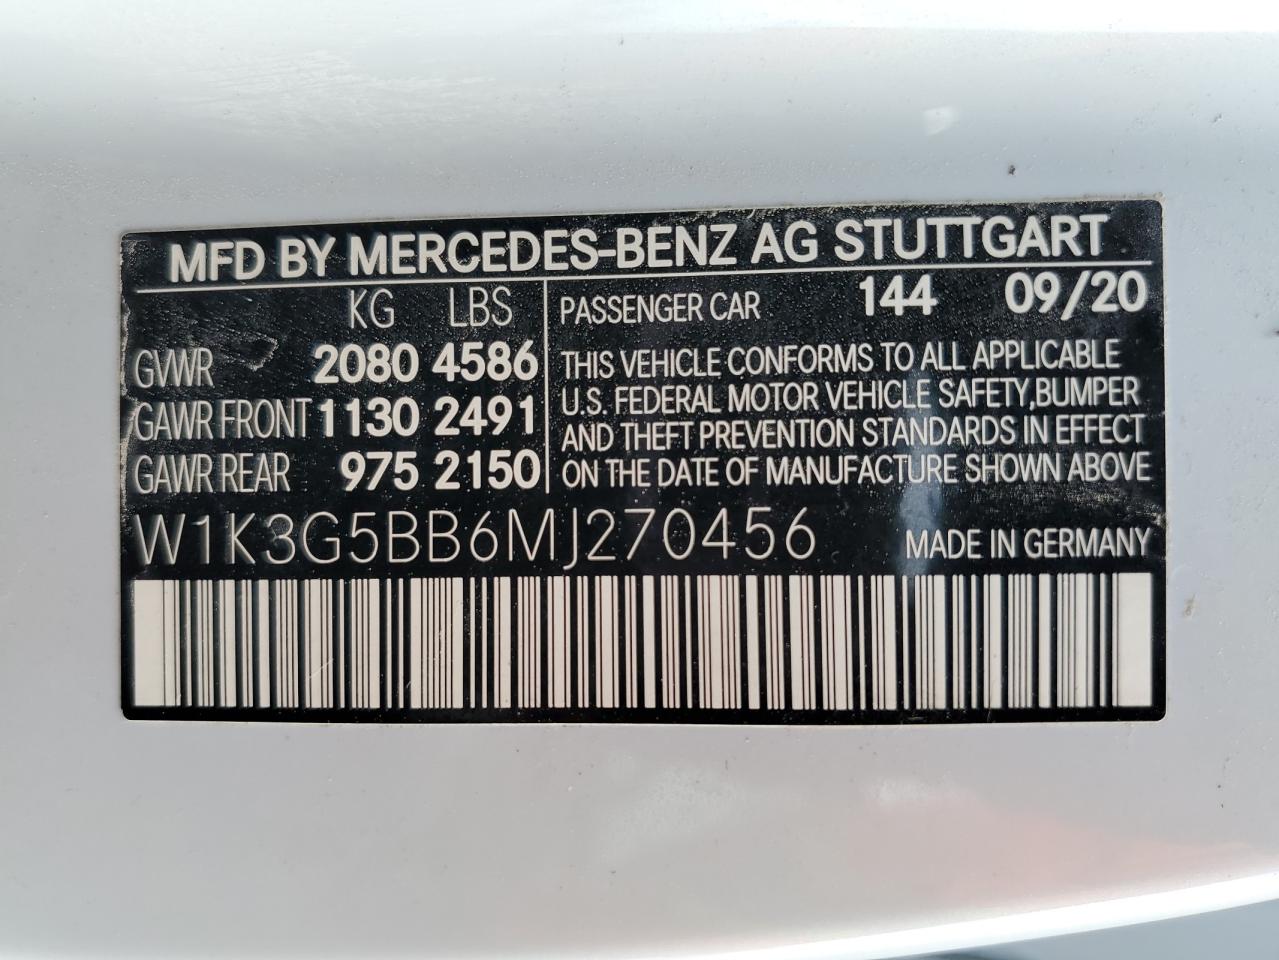 MFD BY MERCEDES-BENZ AG STUTTGART
KG LBS
GVWR 2080 4586
GAWR FRONT 1130 2491
GAWR REAR 975 2150
PASSENGER CAR 144 09/20
THIS VEHICLE CONFORMS TO ALL APPLICABLE
U.S. FEDERAL MOTOR VEHICLE SAFETY, BUMPER
AND THEFT PREVENTION STANDARDS IN EFFECT
ON THE DATE OF MANUFACTURE SHOWN ABOVE
W1K3G5BB6MJ270456 MADE IN GERMANY